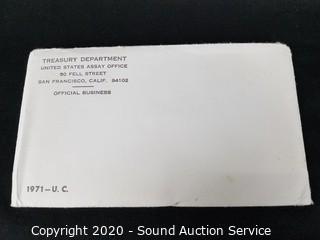 TREASURY DEPARTMENT
UNITED STATES ASSAY OFFICE
50 FELL STREET
SAN FRANCISCO, CALIF. 94102
OFFICIAL BUSINESS
1971—U. C.
Copyright 2020 - Sound Auction Service